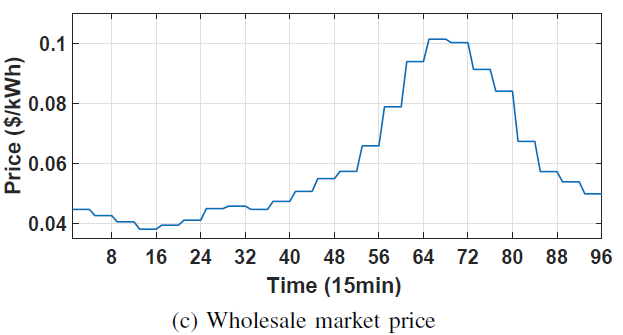 Price ($/kWh)
0.1
0.08
0.06
0.04
8 16 24 32 40 48 56 64 72 80 88 96
Time (15min)
(c) Wholesale market price